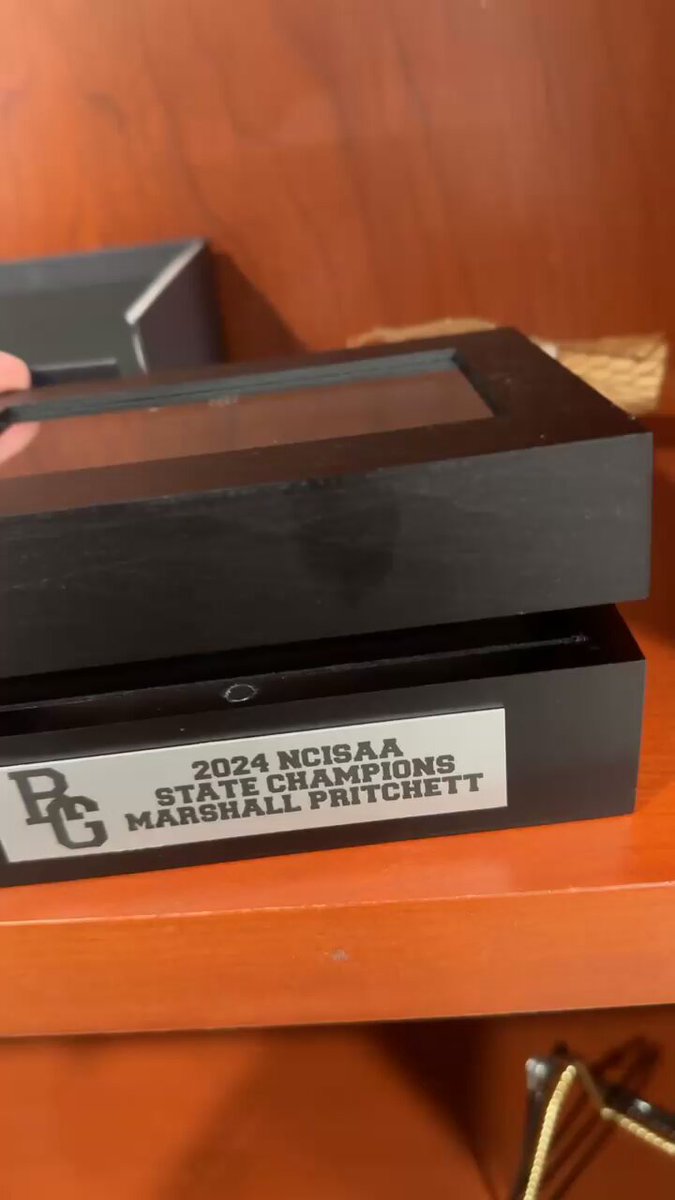 BG
2024 NCISAA
STATE CHAMPIONS
MARSHALL PRITCHETT